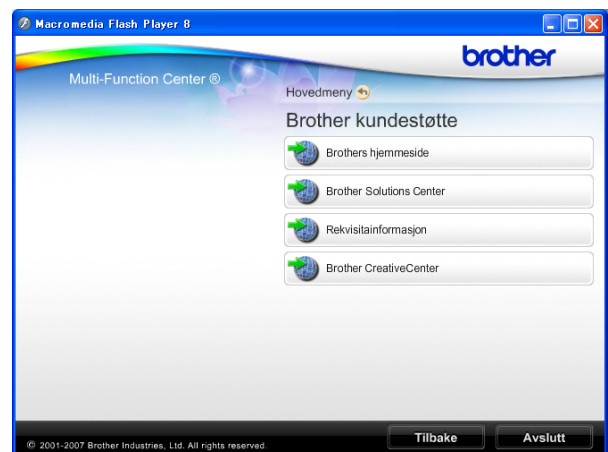 Macromedia Flash Player 8
brother
Multi-Function Center ®
Hovedmeny
Brother kundestøtte
Brothers hjemmeside
Brother Solutions Center
Rekvisitainformasjon
Brother CreativeCenter
Tilbake
Avslutt
© 2001-2007 Brother Industries, Ltd. All rights reserved.